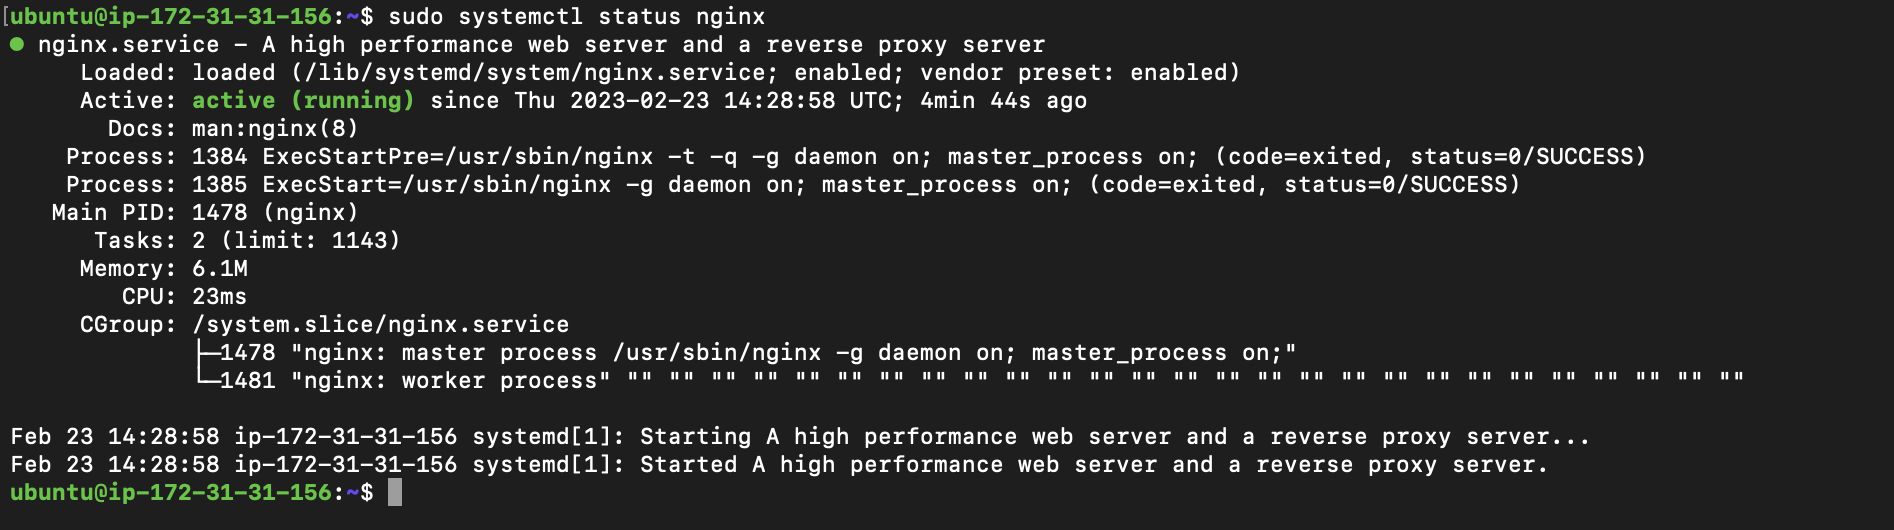 [ubuntu@ip-172-31-31-156:~$ sudo systemctl status nginx
● nginx.service - A high performance web server and a reverse proxy server
     Loaded: loaded (/lib/systemd/system/nginx.service; enabled; vendor preset: enabled)
     Active: active (running) since Thu 2023-02-23 14:28:58 UTC; 4min 44s ago
       Docs: man:nginx(8)
    Process: 1384 ExecStartPre=/usr/sbin/nginx -t -q -g daemon on; master_process on; (code=exited, status=0/SUCCESS)
    Process: 1385 ExecStart=/usr/sbin/nginx -g daemon on; master_process on; (code=exited, status=0/SUCCESS)
   Main PID: 1478 (nginx)
      Tasks: 2 (limit: 1143)
     Memory: 6.1M
        CPU: 23ms
     CGroup: /system.slice/nginx.service
             ├─1478 "nginx: master process /usr/sbin/nginx -g daemon on; master_process on;"
             └─1481 "nginx: worker process" "" "" "" "" "" "" "" "" "" "" "" "" "" "" "" "" "" "" "" "" "" "" "" "" "" "" ""

Feb 23 14:28:58 ip-172-31-31-156 systemd[1]: Starting A high performance web server and a reverse proxy server...
Feb 23 14:28:58 ip-172-31-31-156 systemd[1]: Started A high performance web server and a reverse proxy server.
ubuntu@ip-172-31-31-156:~$